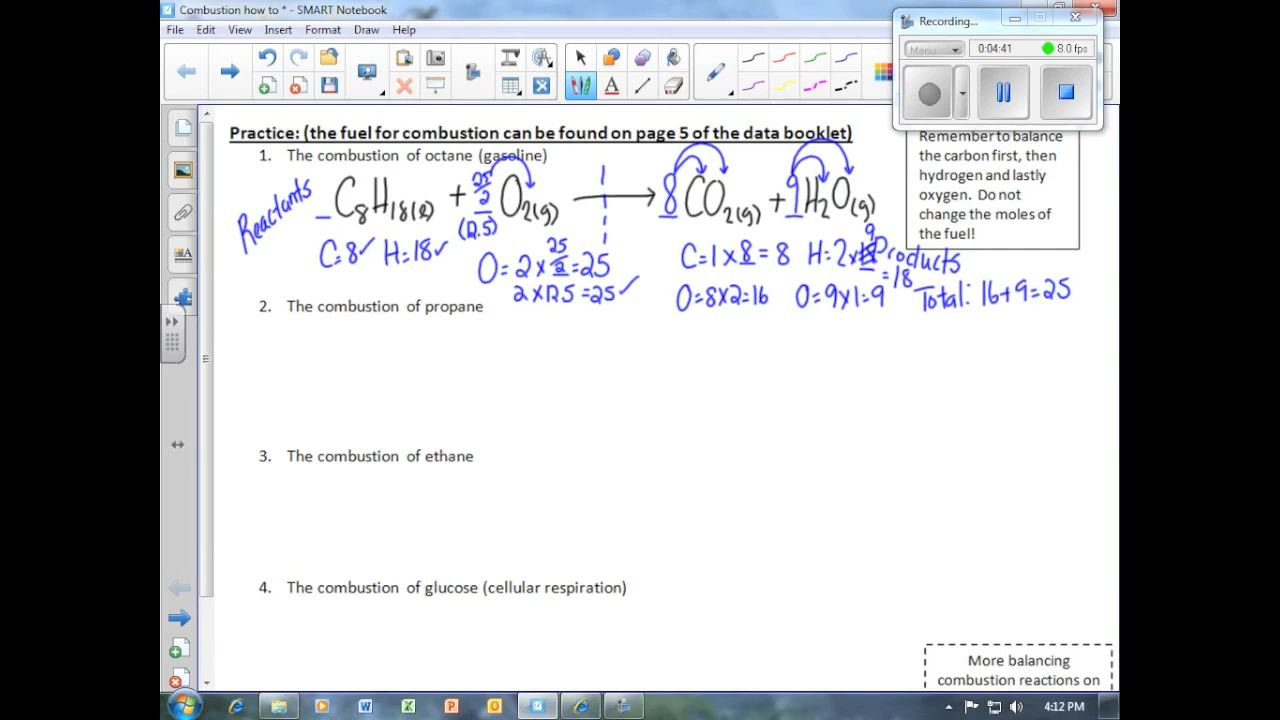 Combustion how to * - SMART Notebook
File Edit View Insert Format Draw Help
Recording...
Menu 0:04:41 8.0 fps
Practice: (the fuel for combustion can be found on page 5 of the data booklet)
Remember to balance
the carbon first, then
hydrogen and lastly
oxygen. Do not
change the moles of
the fuel!
1. The combustion of octane (gasoline)
Reactants
_C₈H₁₈(ℓ) + 25/2 O₂(g) → 8CO₂(g) + 9H₂O(g)
(12.5)
Products
C=8✓ H=18✓ O=2×25/2=25 C=1×8=8 H=2×9=18
2×12.5=25✓ O=8×2=16 O=9×1=9 Total: 16+9=25
2. The combustion of propane
3. The combustion of ethane
4. The combustion of glucose (cellular respiration)
More balancing
combustion reactions on
4:12 PM